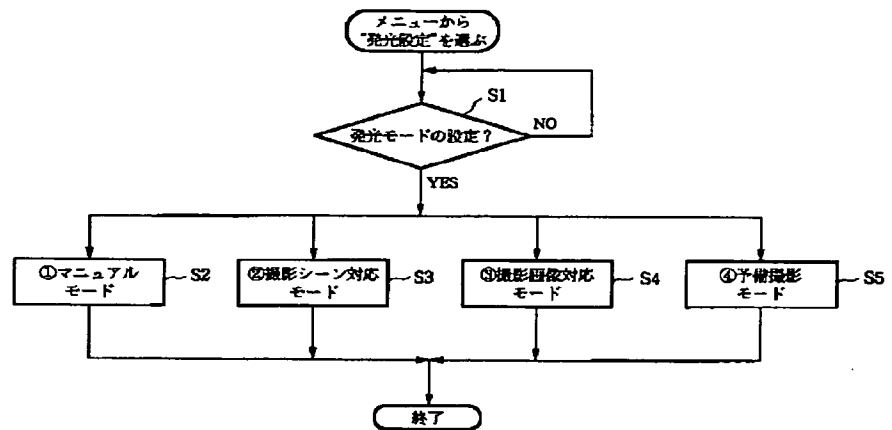 メニューから
"発光設定"を選ぶ
S1
発光モードの設定?
NO
YES
①マニュアル
モード
S2
②撮影シーン対応
モード
S3
③撮影画像対応
モード
S4
④予備撮影
モード
S5
終了